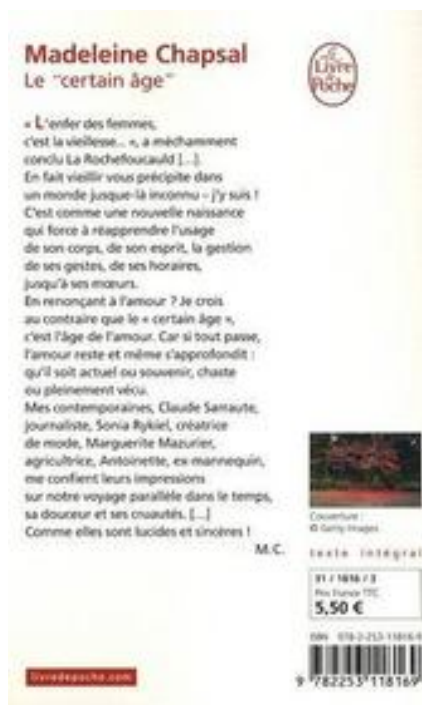 Madeleine Chapsal
Le "certain âge"
Le
Livre
de
Poche
« L'enfer des femmes,
c'est la vieillesse... », a méchamment
conclu La Rochefoucauld [...].
En fait vieillir vous précipite dans
un monde jusque-là inconnu – j'y suis !
C'est comme une nouvelle naissance
qui force à réapprendre l'usage
de son corps, de son esprit, la gestion
de ses gestes, de ses horaires,
jusqu'à ses mœurs.
En renonçant à l'amour ? Je crois
au contraire que le « certain âge »,
c'est l'âge de l'amour. Car si tout passe,
l'amour reste et même s'approfondit :
qu'il soit actuel ou souvenir, chaste
ou pleinement vécu.
Mes contemporaines, Claude Sarraute,
journaliste, Sonia Rykiel, créatrice
de mode, Marguerite Mazurier,
agricultrice, Antoinette, ex-mannequin,
me confient leurs impressions
sur notre voyage parallèle dans le temps,
sa douceur et ses cruautés. [...]
Comme elles sont lucides et sincères !
M.C.
Couverture :
© Getty Images
texte intégral
31 / 1816 / 3
Prix France TTC
5,50 €
ISBN 978-2-253-11816-9
9 782253 118169
livredepoche.com